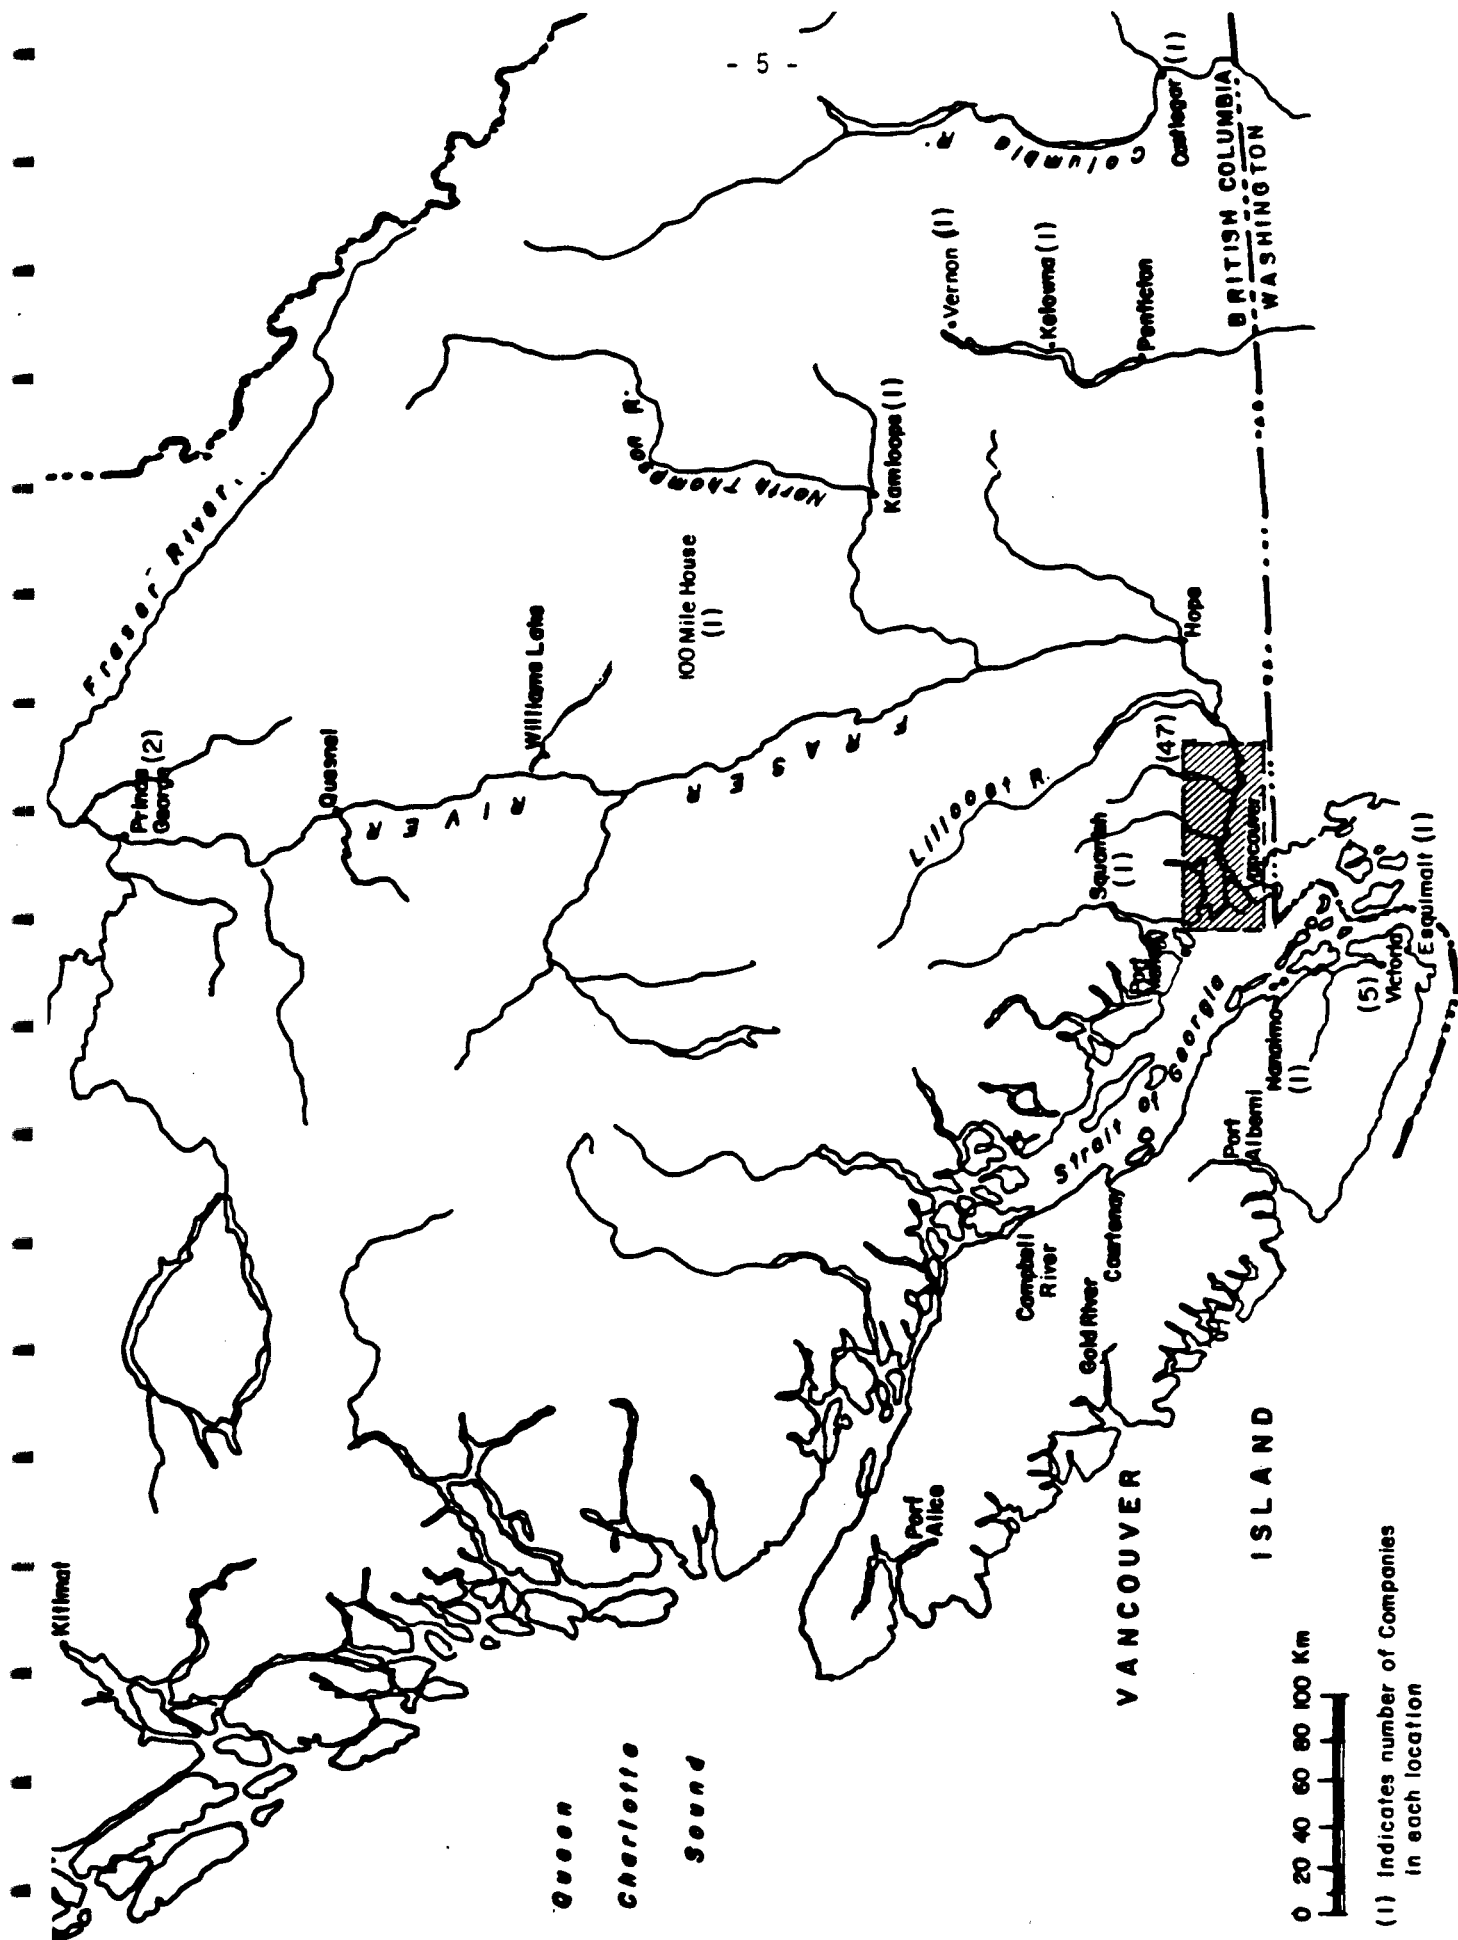 - 5 -
Kitimat
Fraser River
Prince
George (2)
Quesnel
Williams Lake
100 Mile House
(1)
North Thompson R.
Columbia R.
Vernon (1)
Kelowna (1)
Penticton
Castlegar (1)
Kamloops (1)
FRASER
RIVER
Lillooet R.
Hope
BRITISH COLUMBIA
WASHINGTON
Squamish
(1)
(47)
Vancouver
Port
Strait of Georgia
Queen
Charlotte
Sound
Port
Alice
Campbell
River
Gold River
Courtenay
Port
Alberni
Nanaimo
(1)
(5)
Victoria
Esquimalt (1)
VANCOUVER
ISLAND
0 20 40 60 80 100 Km
(1) Indicates number of Companies
in each location